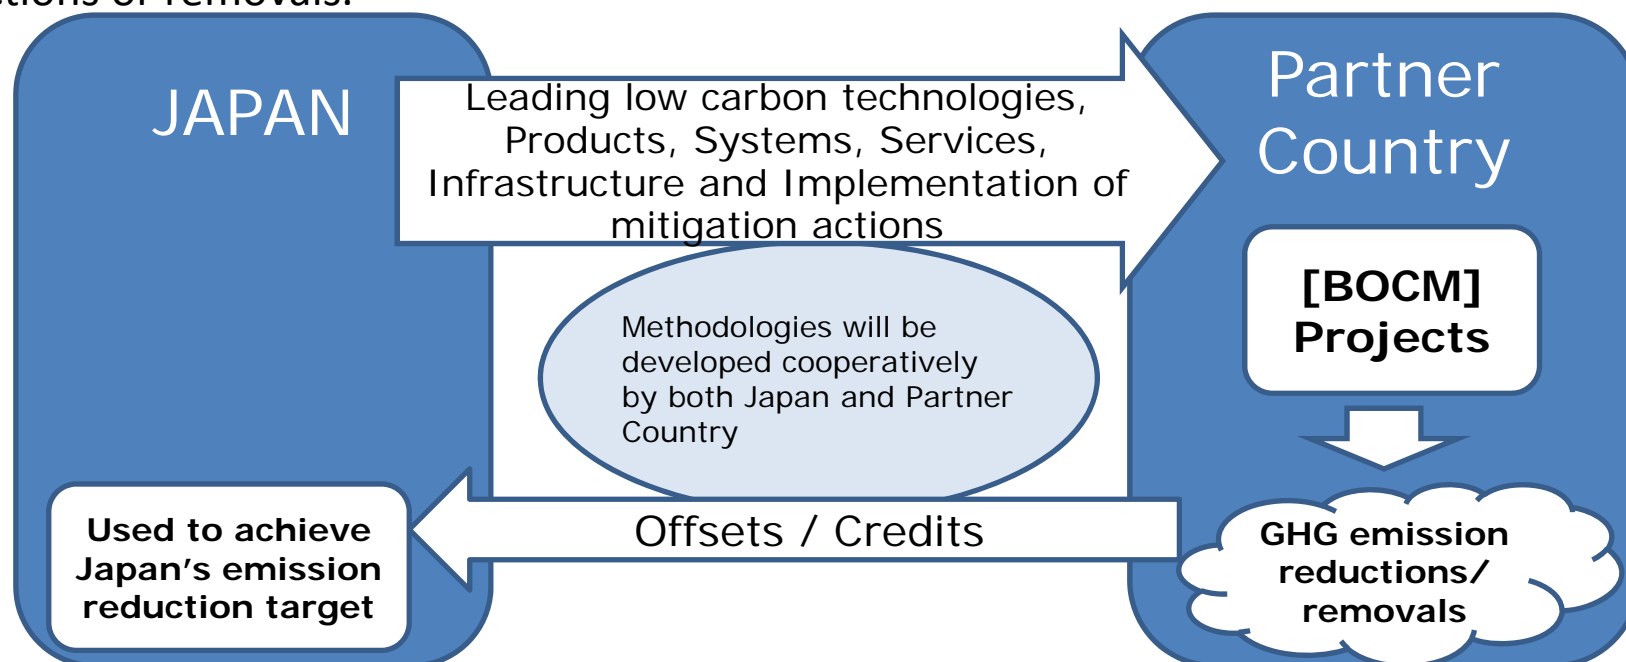 or removals.
JAPAN
Leading low carbon technologies,
Products, Systems, Services,
Infrastructure and Implementation of
mitigation actions
Partner
Country
[BOCM]
Projects
Methodologies will be
developed cooperatively
by both Japan and Partner
Country
Used to achieve
Japan's emission
reduction target
Offsets / Credits
GHG emission
reductions/
removals